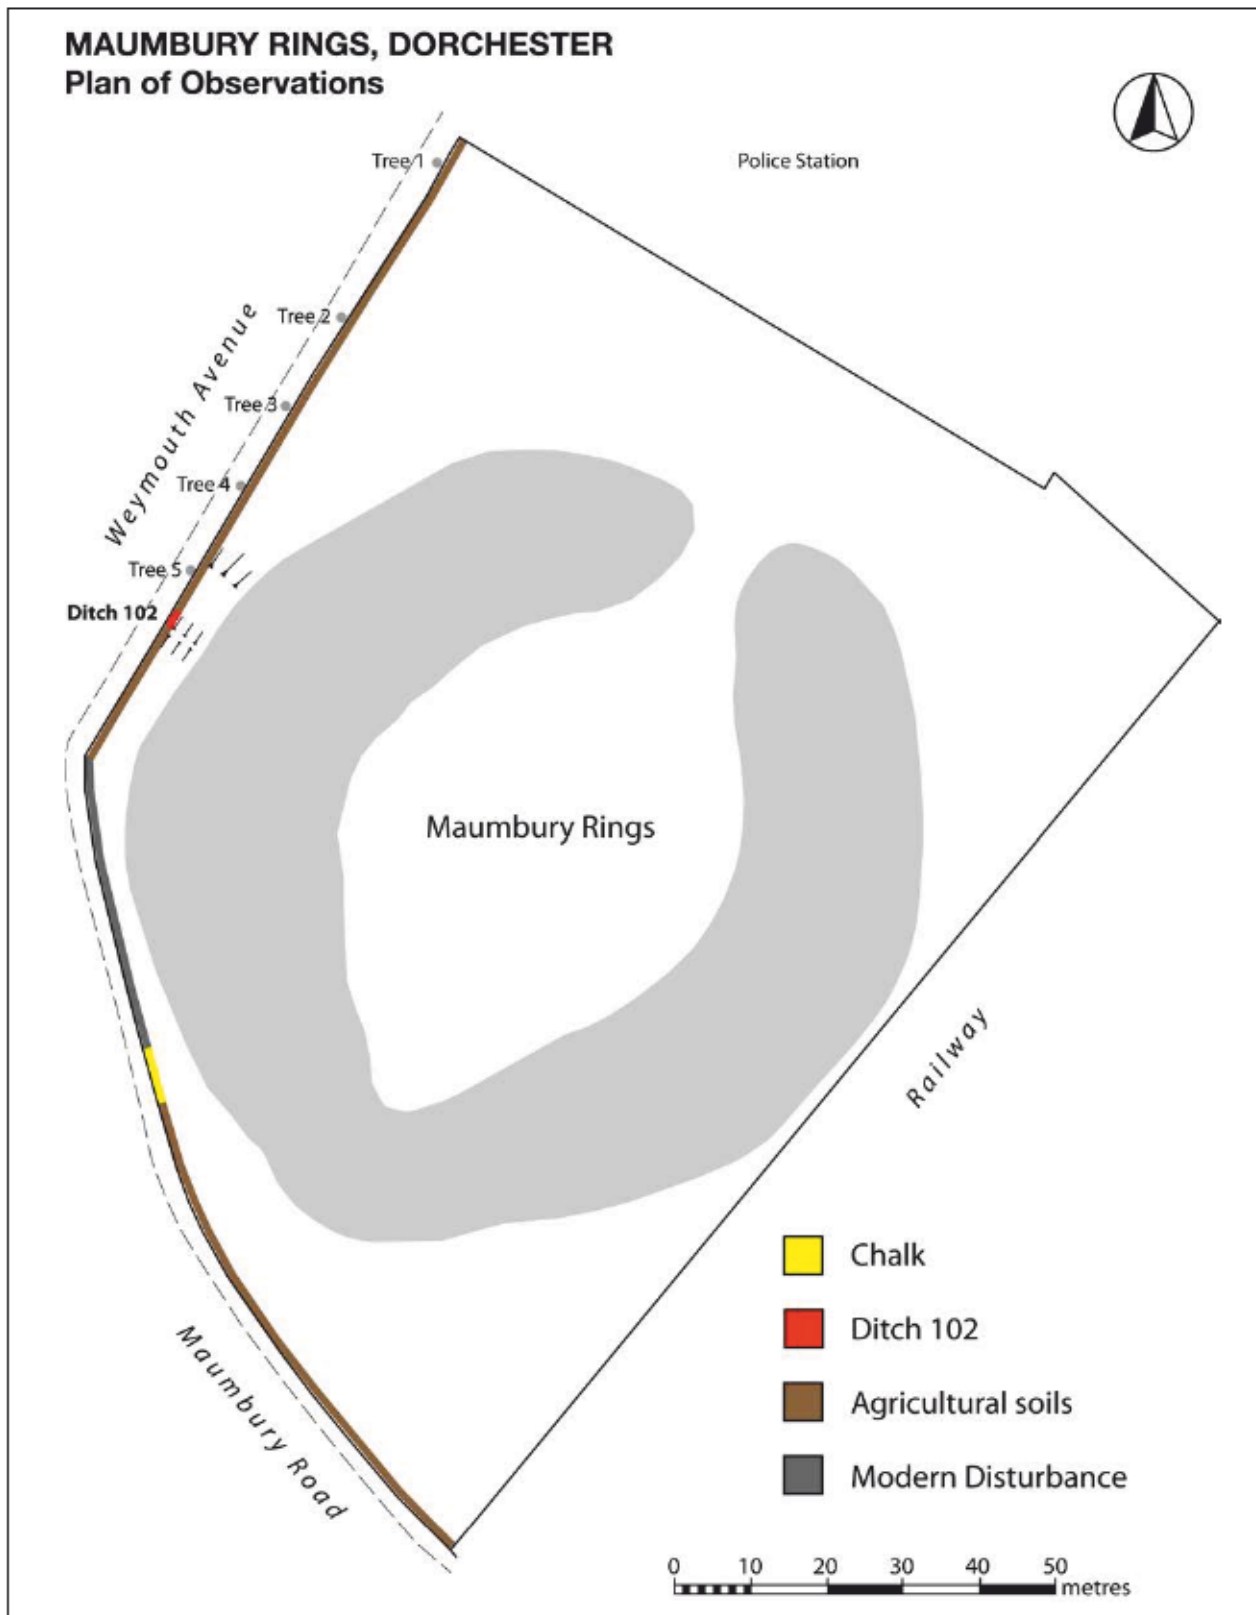 MAUMBURY RINGS, DORCHESTER
Plan of Observations
Tree 1
Police Station
Tree 2
Weymouth Avenue
Tree 3
Tree 4
Tree 5
Ditch 102
Maumbury Rings
Railway
Chalk
Ditch 102
Maumbury Road
Agricultural soils
Modern Disturbance
0 10 20 30 40 50
metres